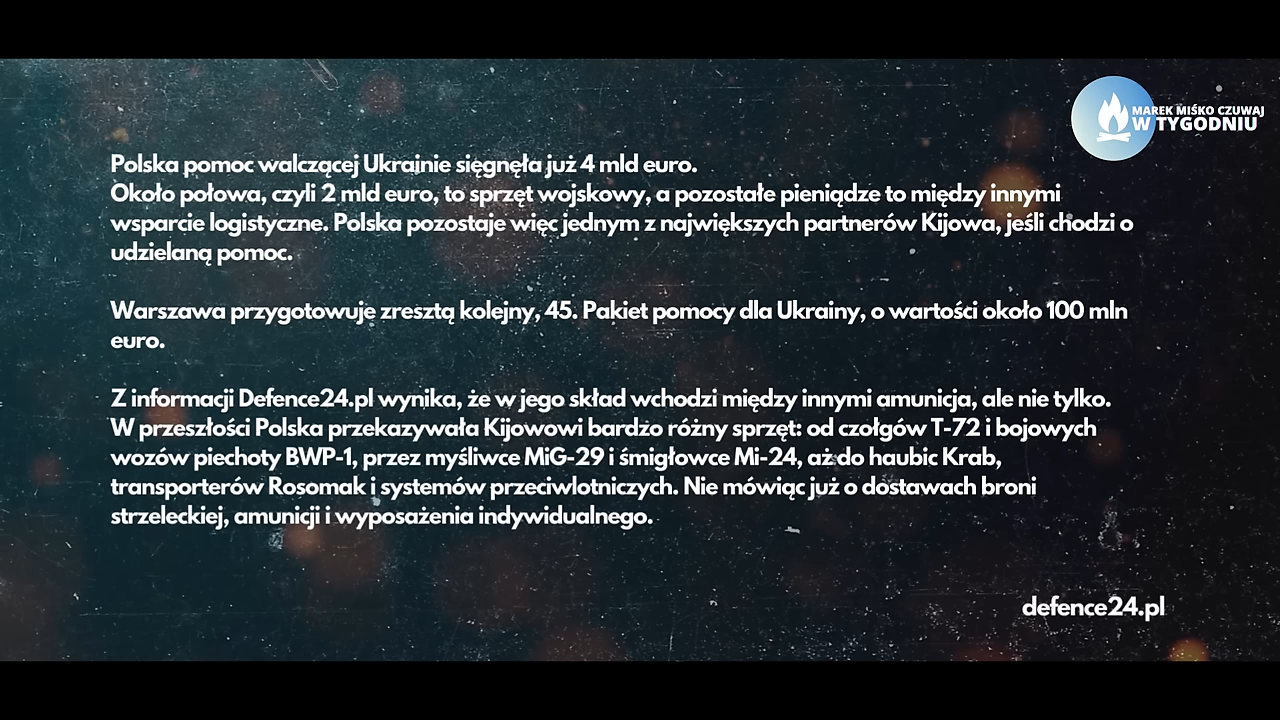 MAREK MIŚKO CZUWAJ
W TYGODNIU
Polska pomoc walczącej Ukrainie sięgnęła już 4 mld euro.
Około połowa, czyli 2 mld euro, to sprzęt wojskowy, a pozostałe pieniądze to między innymi
wsparcie logistyczne. Polska pozostaje więc jednym z największych partnerów Kijowa, jeśli chodzi o
udzielaną pomoc.
Warszawa przygotowuje zresztą kolejny, 45. Pakiet pomocy dla Ukrainy, o wartości około 100 mln
euro.
Z informacji Defence24.pl wynika, że w jego skład wchodzi między innymi amunicja, ale nie tylko.
W przeszłości Polska przekazywała Kijowowi bardzo różny sprzęt: od czołgów T-72 i bojowych
wozów piechoty BWP-1, przez myśliwce MiG-29 i śmigłowce Mi-24, aż do haubic Krab,
transporterów Rosomak i systemów przeciwlotniczych. Nie mówiąc już o dostawach broni
strzeleckiej, amunicji i wyposażenia indywidualnego.
defence24.pl